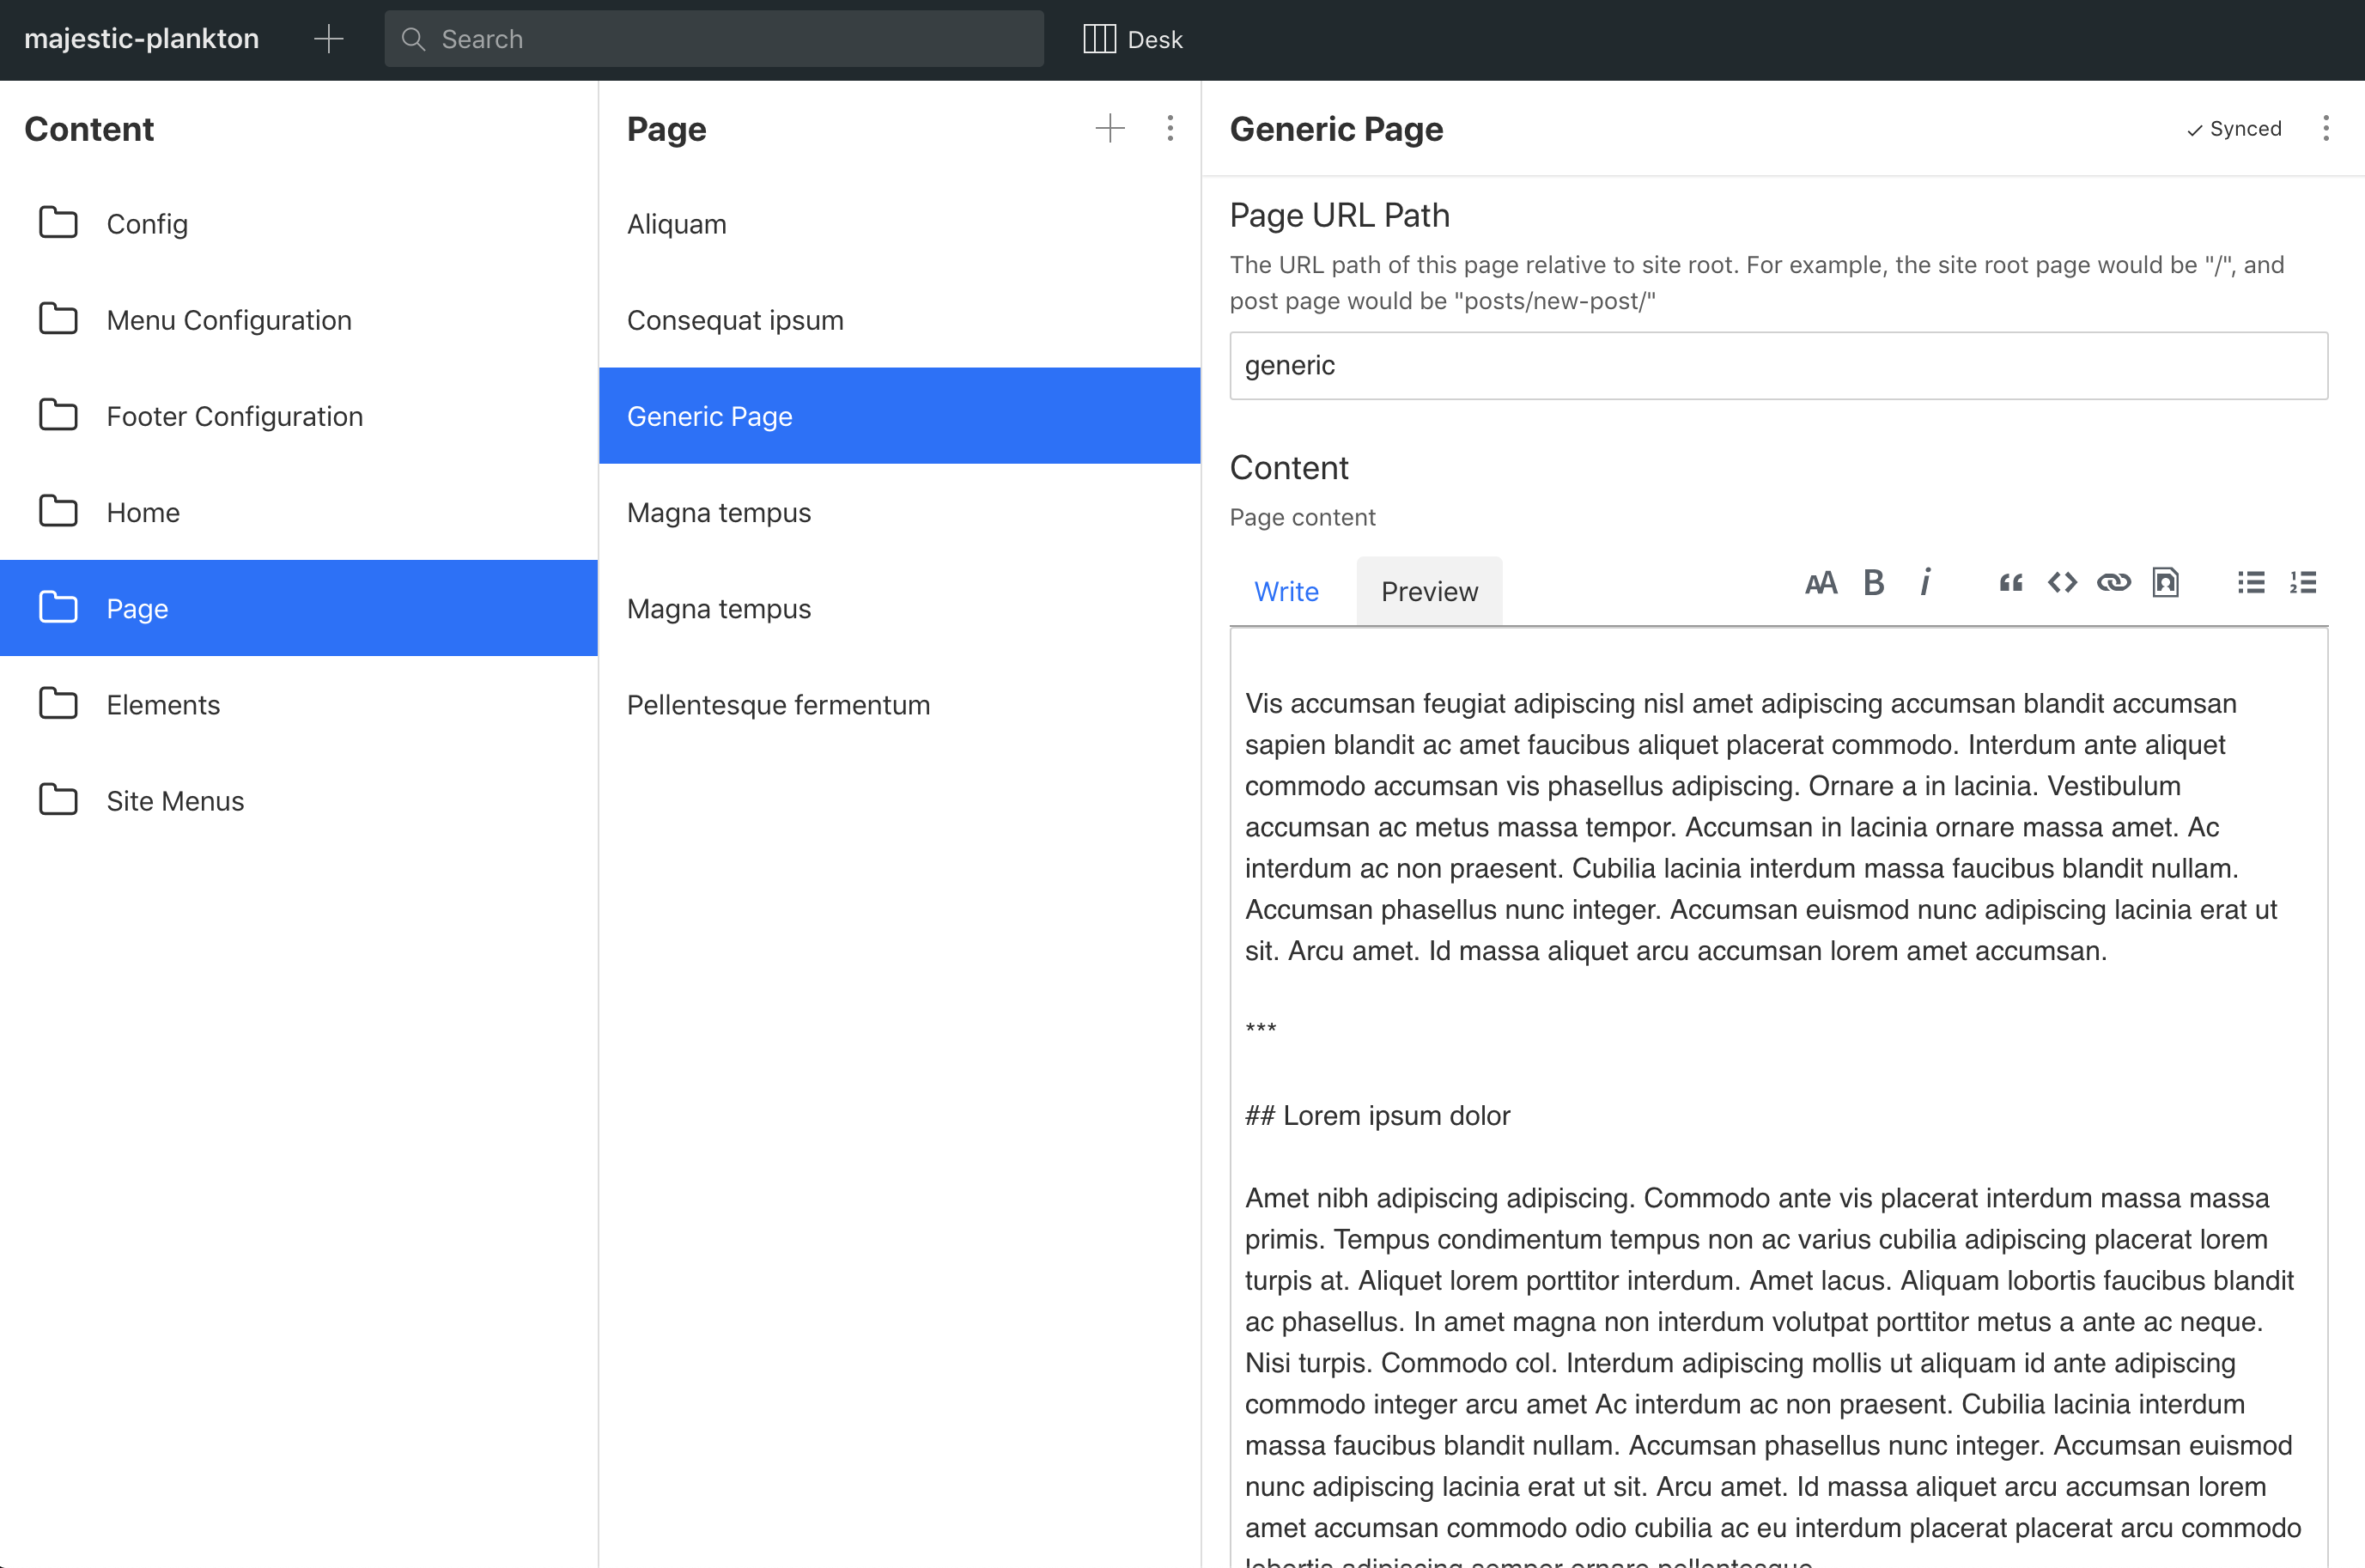 majestic-plankton
Search
Desk
Content
Config
Menu Configuration
Footer Configuration
Home
Page
Elements
Site Menus
Page
Aliquam
Consequat ipsum
Generic Page
Magna tempus
Magna tempus
Pellentesque fermentum
Generic Page
Synced
Page URL Path
The URL path of this page relative to site root. For example, the site root page would be "/", and
post page would be "posts/new-post/"
generic
Content
Page content
Write
Preview
Vis accumsan feugiat adipiscing nisl amet adipiscing accumsan blandit accumsan
sapien blandit ac amet faucibus aliquet placerat commodo. Interdum ante aliquet
commodo accumsan vis phasellus adipiscing. Ornare a in lacinia. Vestibulum
accumsan ac metus massa tempor. Accumsan in lacinia ornare massa amet. Ac
interdum ac non praesent. Cubilia lacinia interdum massa faucibus blandit nullam.
Accumsan phasellus nunc integer. Accumsan euismod nunc adipiscing lacinia erat ut
sit. Arcu amet. Id massa aliquet arcu accumsan lorem amet accumsan.
***
## Lorem ipsum dolor
Amet nibh adipiscing adipiscing. Commodo ante vis placerat interdum massa massa
primis. Tempus condimentum tempus non ac varius cubilia adipiscing placerat lorem
turpis at. Aliquet lorem porttitor interdum. Amet lacus. Aliquam lobortis faucibus blandit
ac phasellus. In amet magna non interdum volutpat porttitor metus a ante ac neque.
Nisi turpis. Commodo col. Interdum adipiscing mollis ut aliquam id ante adipiscing
commodo integer arcu amet Ac interdum ac non praesent. Cubilia lacinia interdum
massa faucibus blandit nullam. Accumsan phasellus nunc integer. Accumsan euismod
nunc adipiscing lacinia erat ut sit. Arcu amet. Id massa aliquet arcu accumsan lorem
amet accumsan commodo odio cubilia ac eu interdum placerat placerat arcu commodo
lobortis adipiscing semper ornare pellentesque.